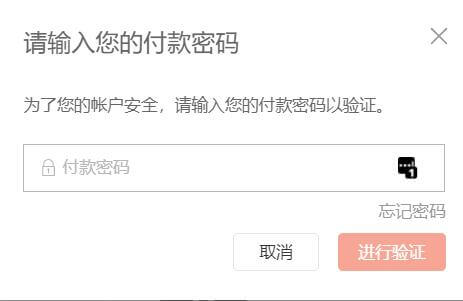 请输入您的付款密码
为了您的帐户安全，请输入您的付款密码以验证。
付款密码
1
忘记密码
取消
进行验证